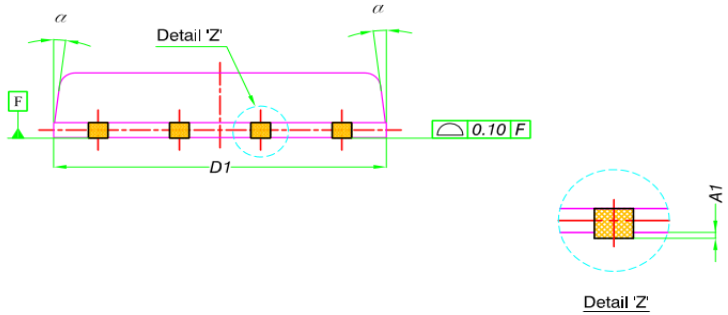 α
α
Detail 'Z'
F
0.10 F
D1
A1
Detail 'Z'